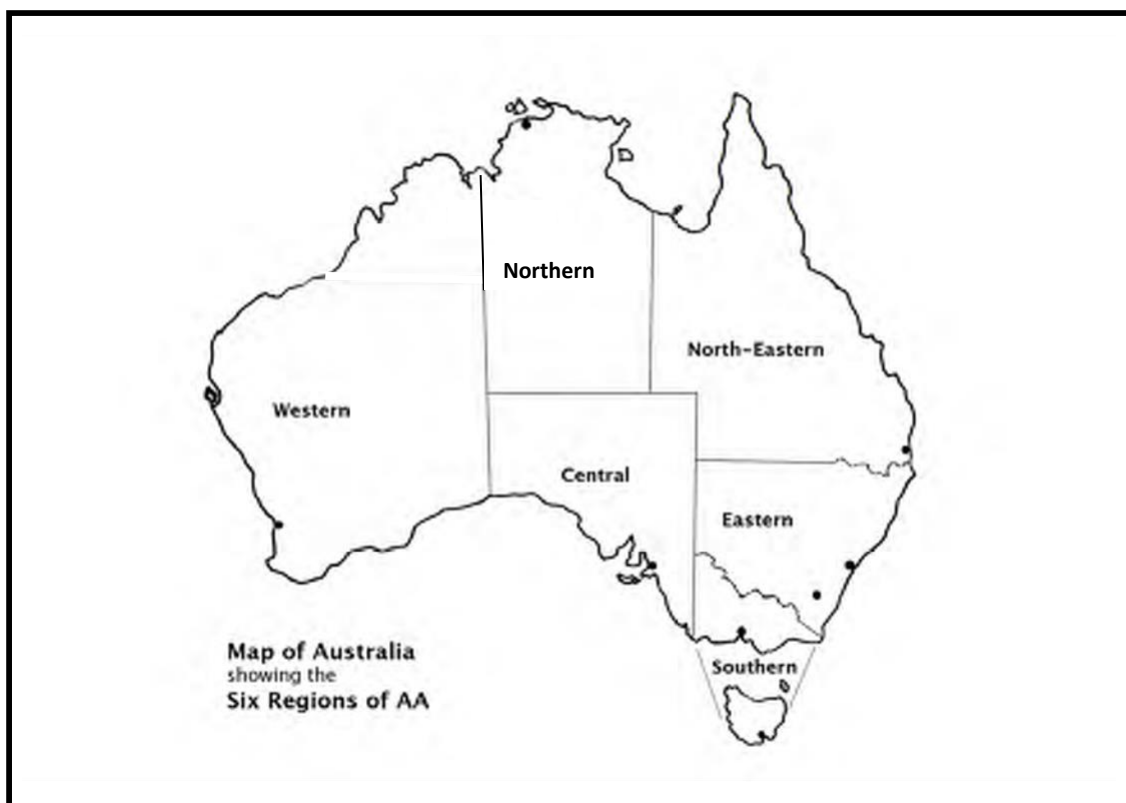 Northern
North-Eastern
Western
Central
Eastern
Southern
Map of Australia
showing the
Six Regions of AA